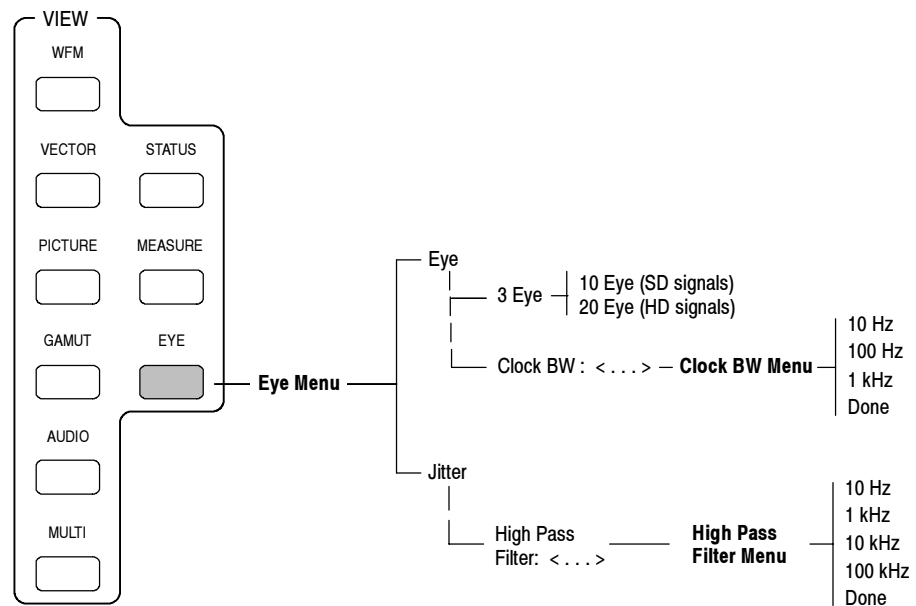 VIEW
WFM
VECTOR
STATUS
PICTURE
MEASURE
GAMUT
EYE
AUDIO
MULTI
Eye Menu
Eye
3 Eye
10 Eye (SD signals)
20 Eye (HD signals)
Clock BW : < . . . >
Clock BW Menu
10 Hz
100 Hz
1 kHz
Done
Jitter
High Pass
Filter: < . . . >
High Pass
Filter Menu
10 Hz
1 kHz
10 kHz
100 kHz
Done